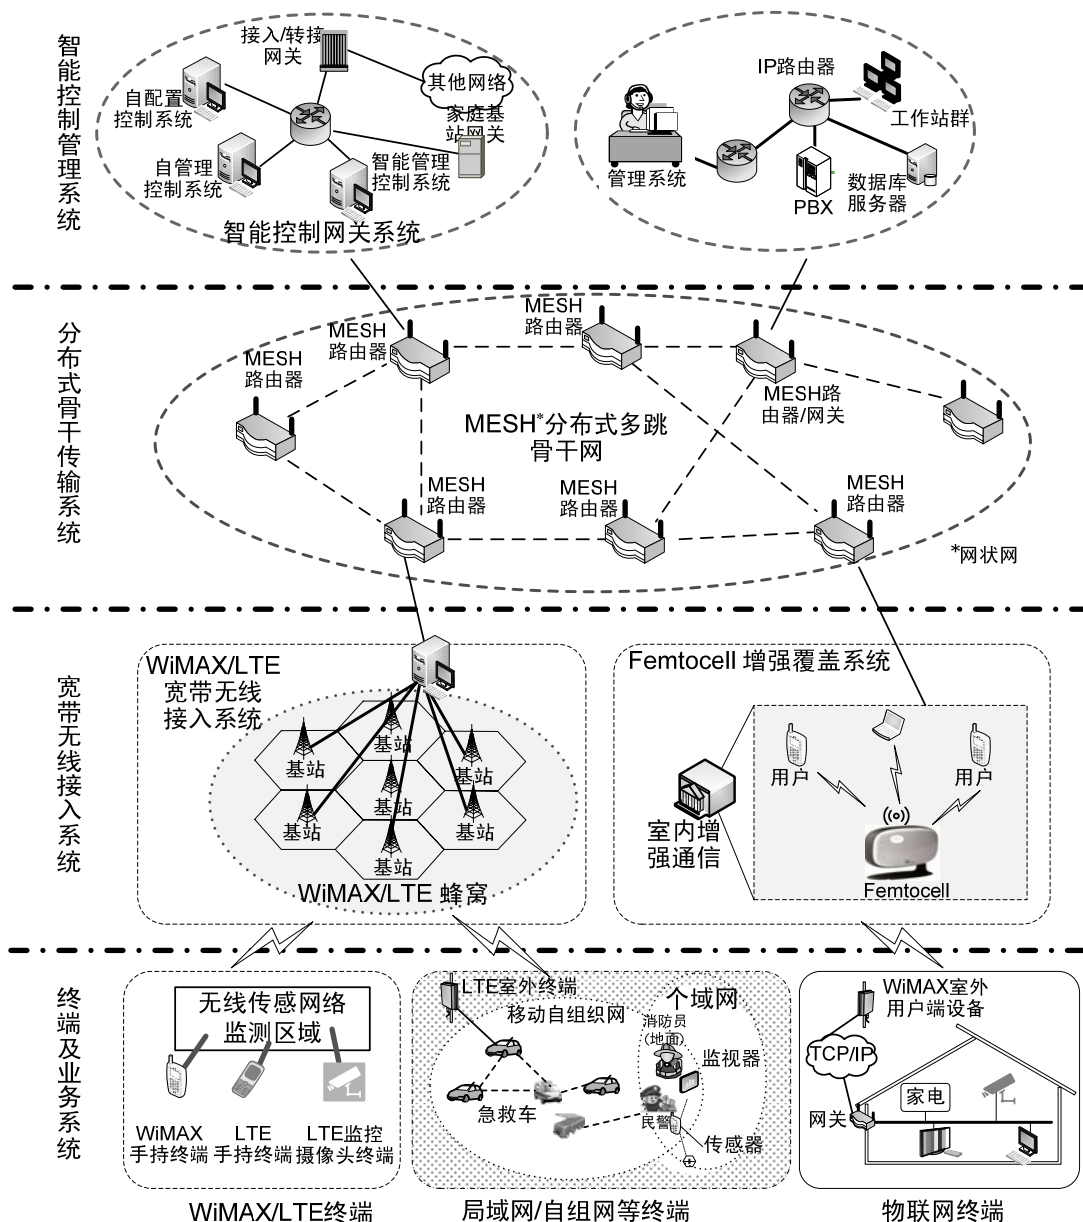 智能控制管理系统
接入/转接
网关
其他网络
自配置
控制系统
家庭基
站网关
自管理
控制系统
智能管理
控制系统
智能控制网关系统
IP路由器
工作站群
管理系统
PBX
数据库
服务器
分布式骨干传输系统
MESH
路由器
MESH
路由器
MESH
路由器
MESH路
由器/网关
MESH*分布式多跳
骨干网
MESH
路由器
MESH
路由器
MESH
路由器
*网状网
宽带无线接入系统
WiMAX/LTE
宽带无线
接入系统
基站
基站
基站
基站
基站
基站
基站
WiMAX/LTE 蜂窝
Femtocell 增强覆盖系统
用户
用户
室内增
强通信
Femtocell
终端及业务系统
无线传感网络
监测区域
WiMAX
手持终端
LTE
手持终端
LTE监控
摄像头终端
WiMAX/LTE终端
LTE室外终端
移动自组织网
个域网
消防员
(地面)
监视器
急救车
民警
传感器
局域网/自组网等终端
WiMAX室外
用户端设备
TCP/IP
网关
家电
物联网终端